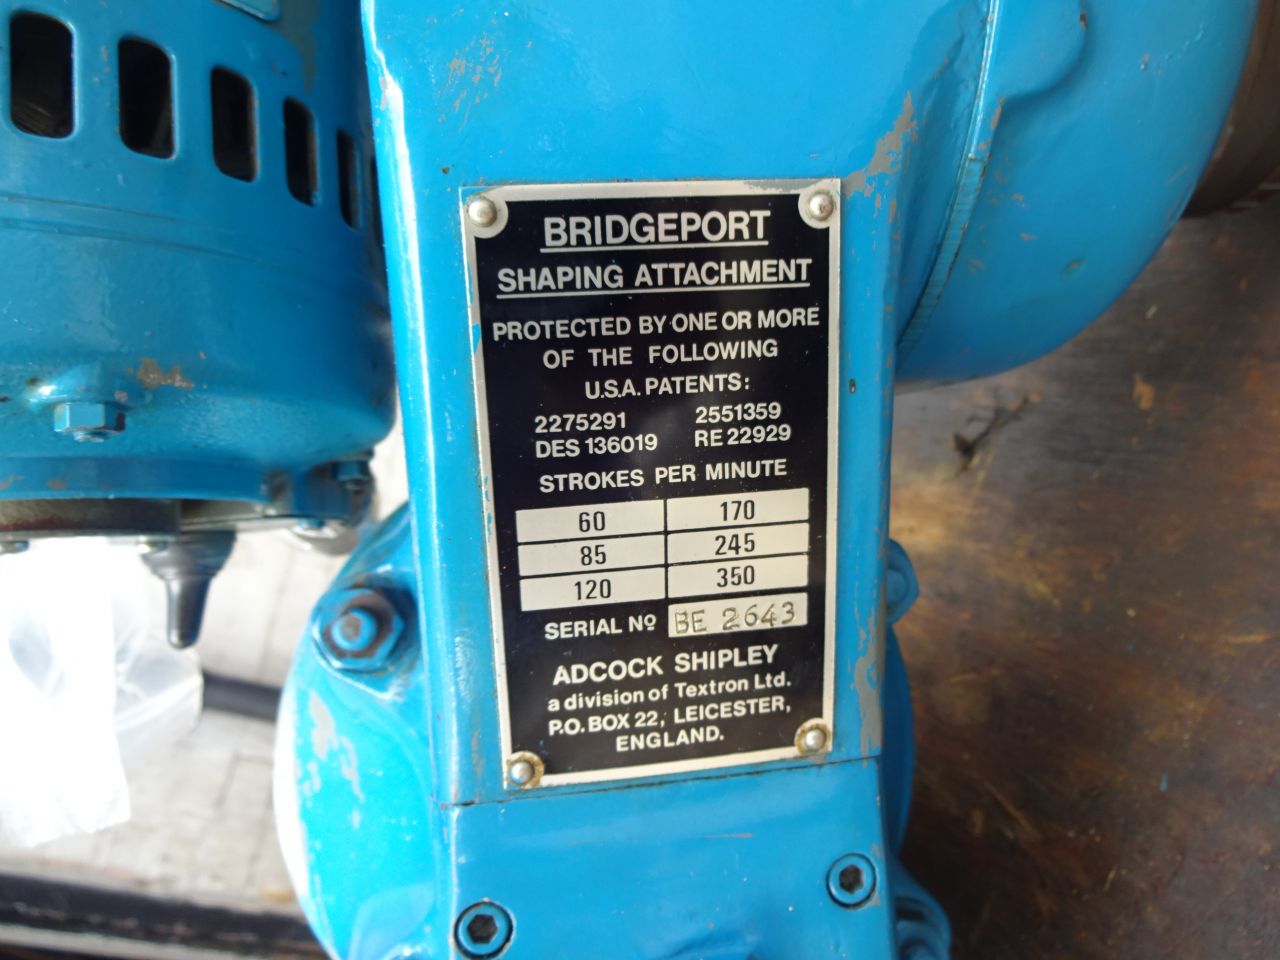 BRIDGEPORT
SHAPING ATTACHMENT
PROTECTED BY ONE OR MORE
OF THE FOLLOWING
U.S.A. PATENTS:
2275291 2551359
DES 136019 RE 22929
STROKES PER MINUTE
60 170
85 245
120 350
SERIAL Nº BE 2643
ADCOCK SHIPLEY
a division of Textron Ltd.
P.O. BOX 22, LEICESTER,
ENGLAND.